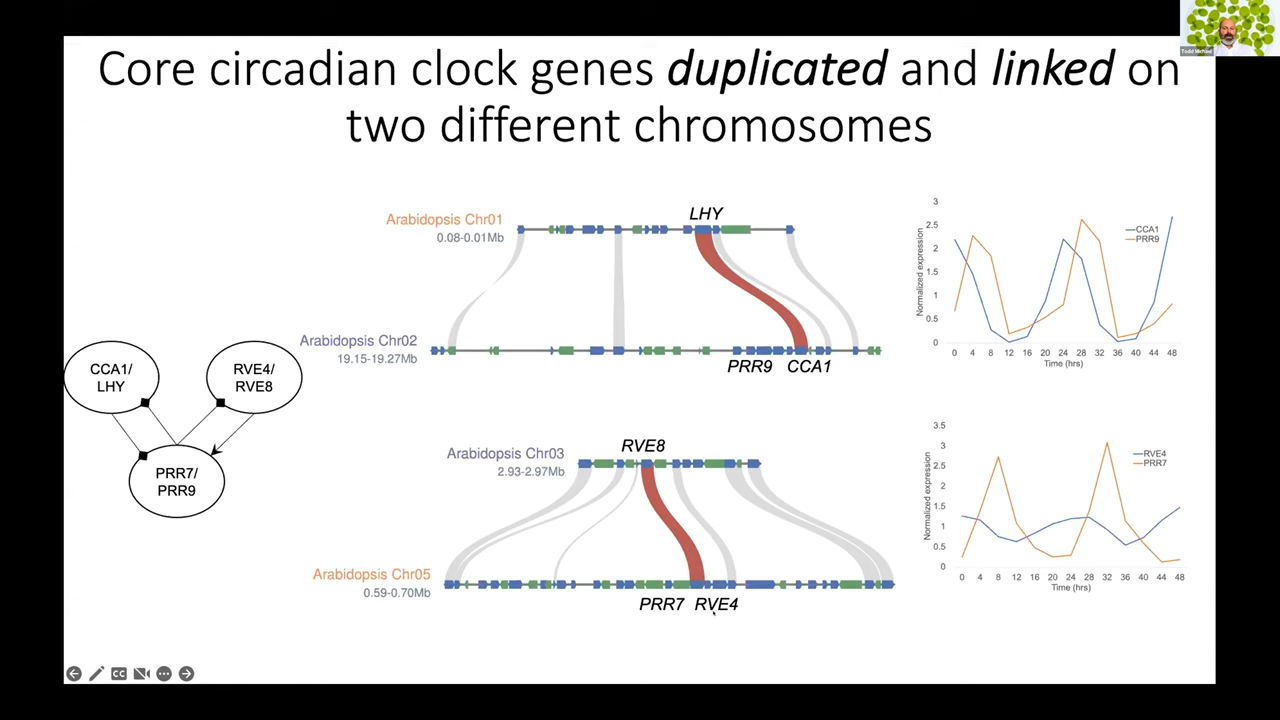 Core circadian clock genes duplicated and linked on
two different chromosomes
Todd Michael
CCA1/
LHY
RVE4/
RVE8
PRR7/
PRR9
Arabidopsis Chr01
0.08-0.01Mb
LHY
Arabidopsis Chr02
19.15-19.27Mb
PRR9 CCA1
Arabidopsis Chr03
2.93-2.97Mb
RVE8
Arabidopsis Chr05
0.59-0.70Mb
PRR7 RVE4
Normalized expression
3
2.5
2
1.5
1
0.5
0
0 4 8 12 16 20 24 28 32 36 40 44 48
Time (hrs)
CCA1
PRR9
Normalized expression
3.5
3
2.5
2
1.5
1
0.5
0
0 4 8 12 16 20 24 28 32 36 40 44 48
Time (hrs)
RVE4
PRR7
CC